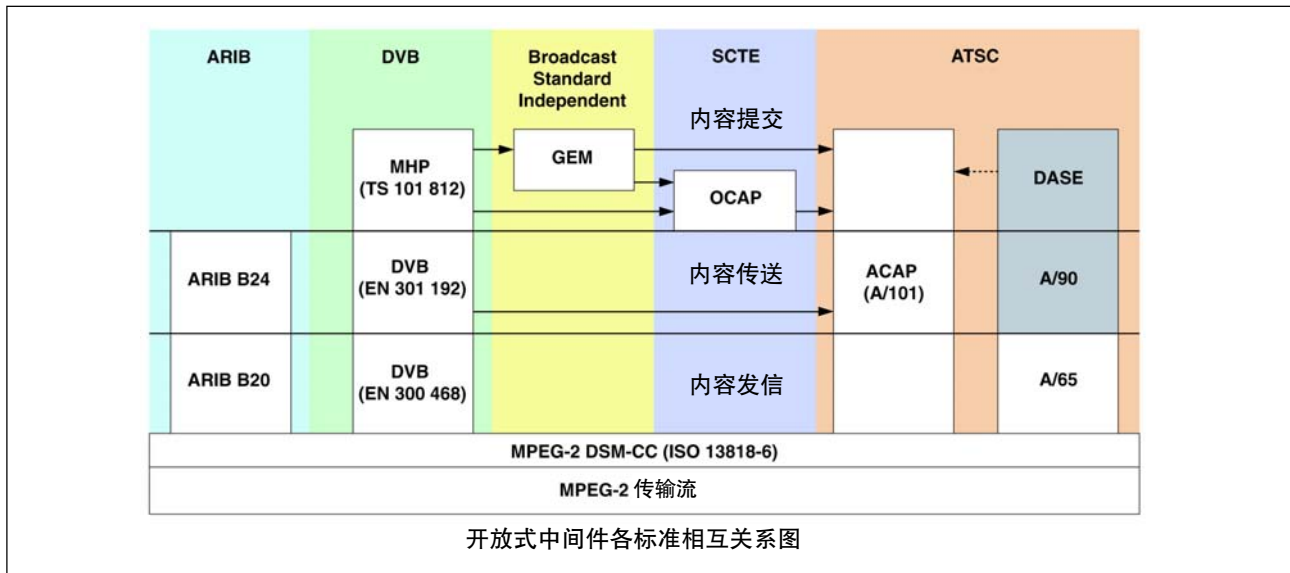 ARIB
DVB
Broadcast
Standard
Independent
SCTE
ATSC
内容提交
MHP
(TS 101 812)
GEM
OCAP
DASE
ARIB B24
DVB
(EN 301 192)
内容传送
ACAP
(A/101)
A/90
ARIB B20
DVB
(EN 300 468)
内容发信
A/65
MPEG-2 DSM-CC (ISO 13818-6)
MPEG-2 传输流
开放式中间件各标准相互关系图